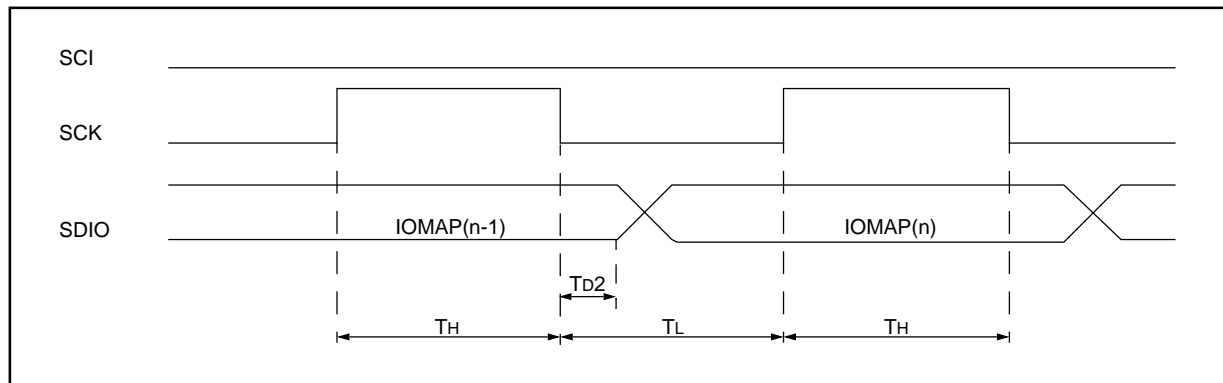 SCI
SCK
SDIO
IOMAP(n-1)
IOMAP(n)
TD2
TH
TL
TH